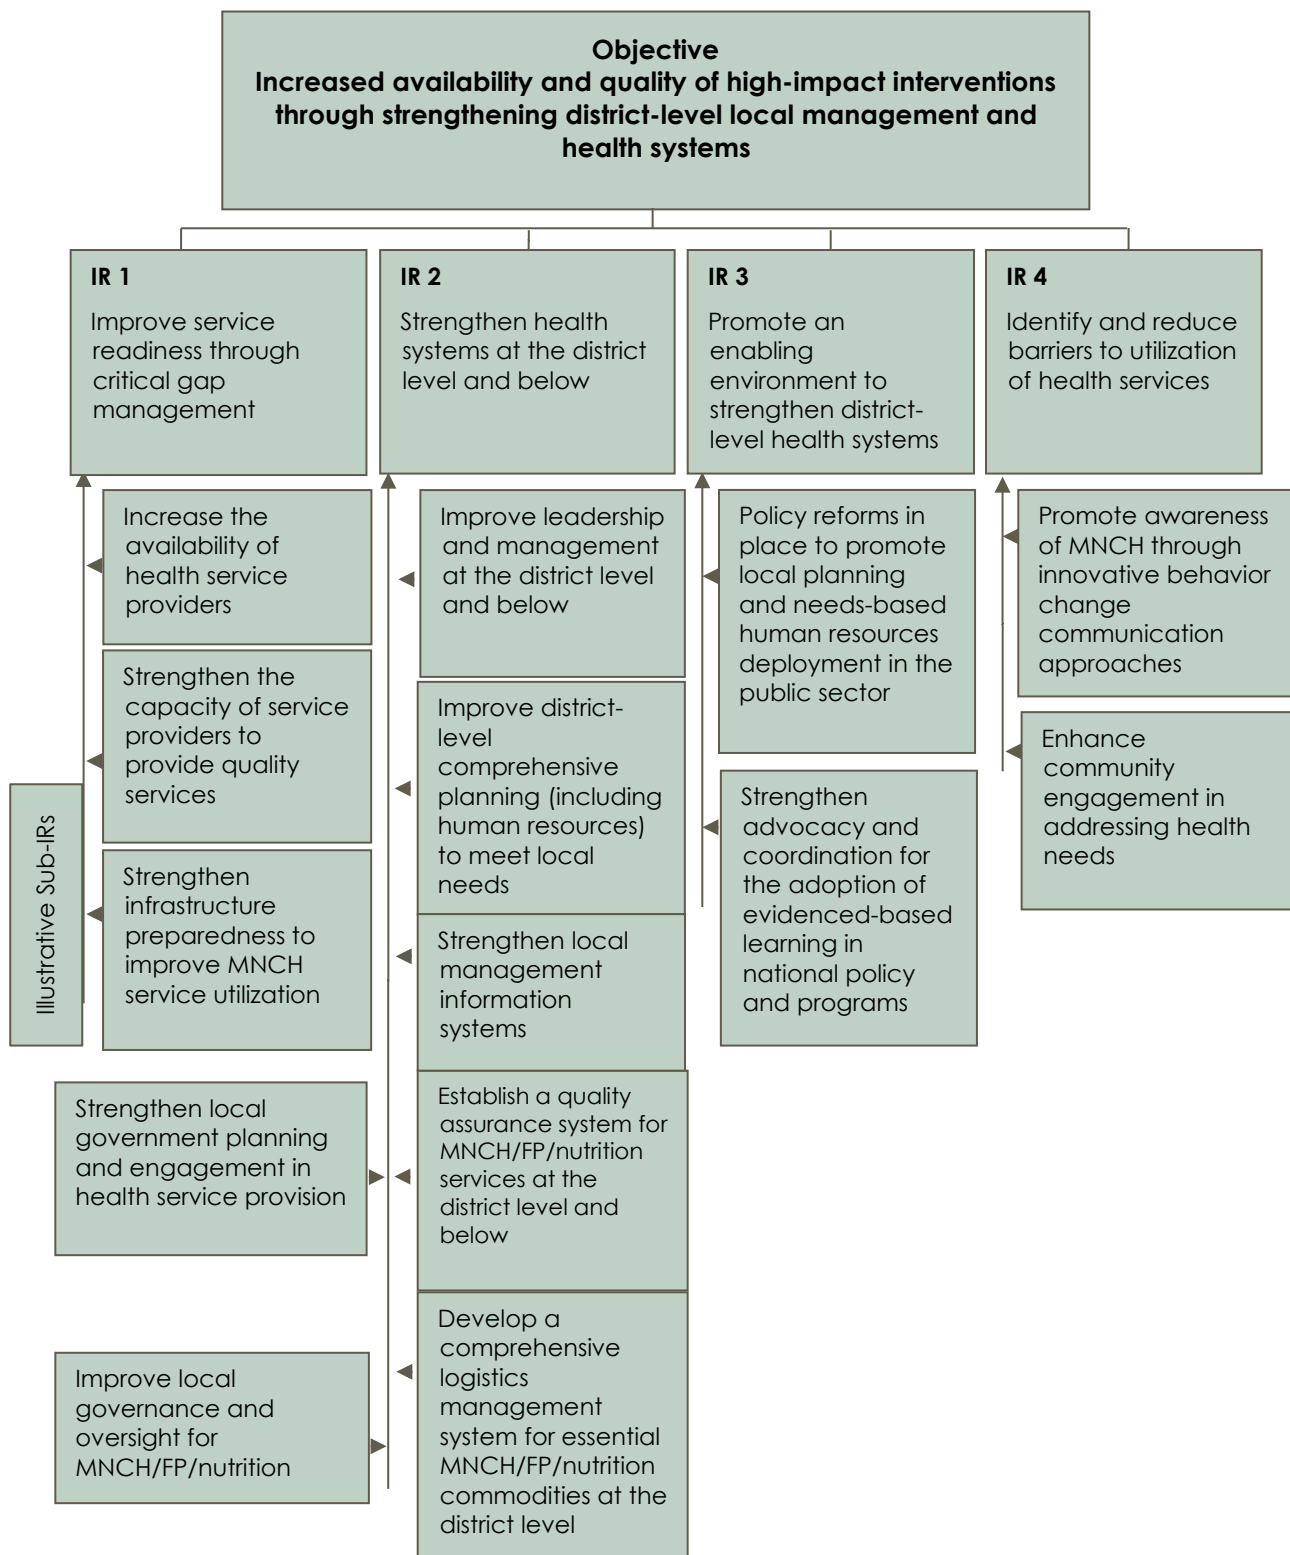 Objective
Increased availability and quality of high-impact interventions
through strengthening district-level local management and
health systems
IR 1
Improve service
readiness through
critical gap
management
IR 2
Strengthen health
systems at the district
level and below
IR 3
Promote an
enabling
environment to
strengthen district-
level health systems
IR 4
Identify and reduce
barriers to utilization
of health services
Illustrative Sub-IRs
Increase the
availability of
health service
providers
Strengthen the
capacity of service
providers to
provide quality
services
Strengthen
infrastructure
preparedness to
improve MNCH
service utilization
Strengthen local
government planning
and engagement in
health service provision
Improve local
governance and
oversight for
MNCH/FP/nutrition
Improve leadership
and management
at the district level
and below
Improve district-
level
comprehensive
planning (including
human resources)
to meet local
needs
Strengthen local
management
information
systems
Establish a quality
assurance system for
MNCH/FP/nutrition
services at the
district level and
below
Develop a
comprehensive
logistics
management
system for essential
MNCH/FP/nutrition
commodities at the
district level
Policy reforms in
place to promote
local planning
and needs-based
human resources
deployment in the
public sector
Strengthen
advocacy and
coordination for
the adoption of
evidenced-based
learning in
national policy
and programs
Promote awareness
of MNCH through
innovative behavior
change
communication
approaches
Enhance
community
engagement in
addressing health
needs